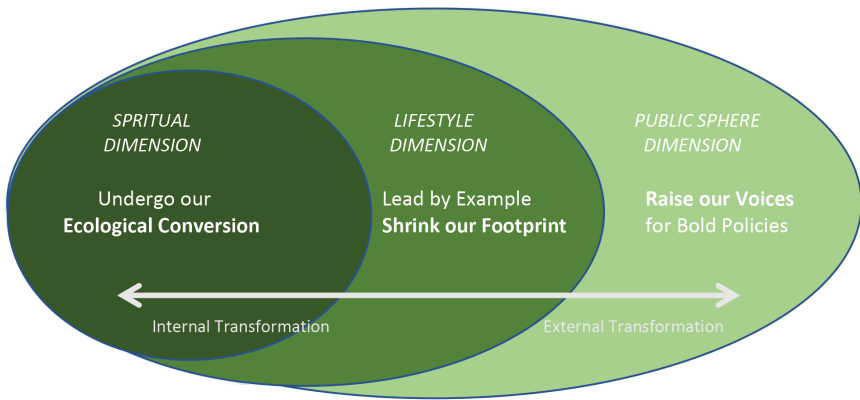 SPRITUAL
DIMENSION
Undergo our
Ecological Conversion
LIFESTYLE
DIMENSION
Lead by Example
Shrink our Footprint
PUBLIC SPHERE
DIMENSION
Raise our Voices
for Bold Policies
Internal Transformation
External Transformation